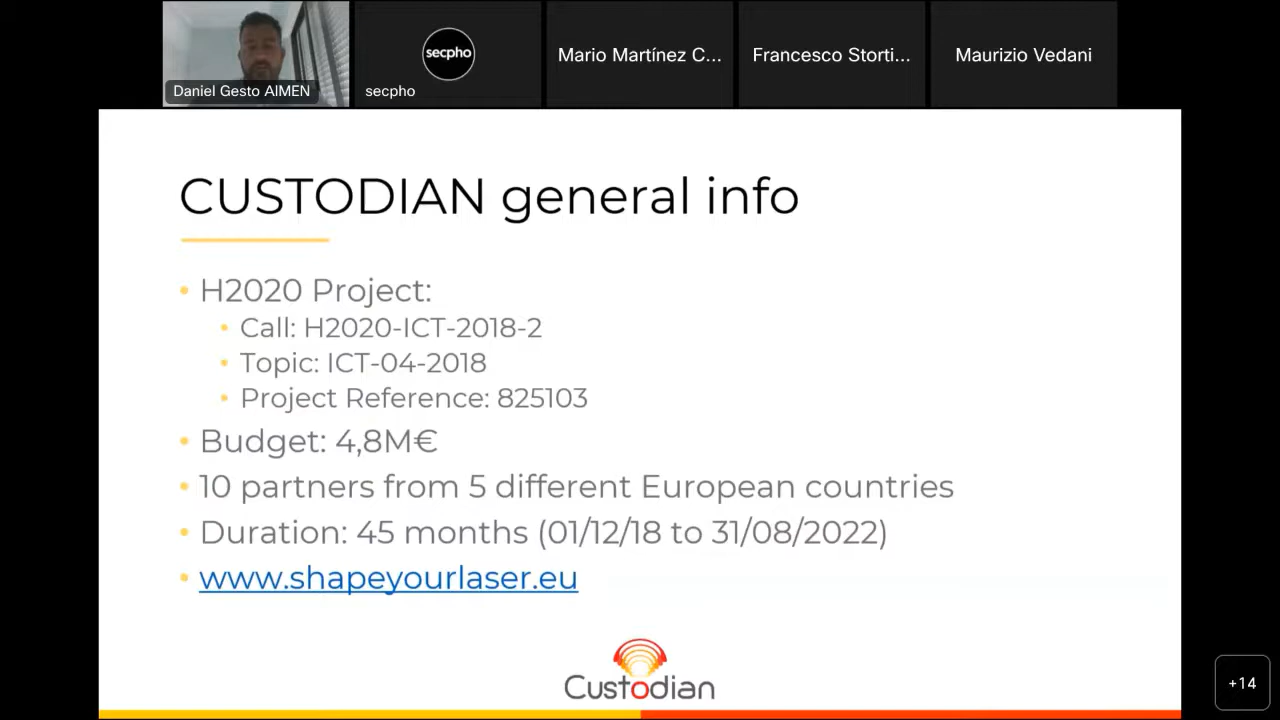 secpho
Mario Martínez C...
Francesco Storti...
Maurizio Vedani
Daniel Gesto AIMEN
secpho
CUSTODIAN general info
• H2020 Project:
• Call: H2020-ICT-2018-2
• Topic: ICT-04-2018
• Project Reference: 825103
• Budget: 4,8M€
• 10 partners from 5 different European countries
• Duration: 45 months (01/12/18 to 31/08/2022)
• www.shapeyourlaser.eu
Custodian
+14